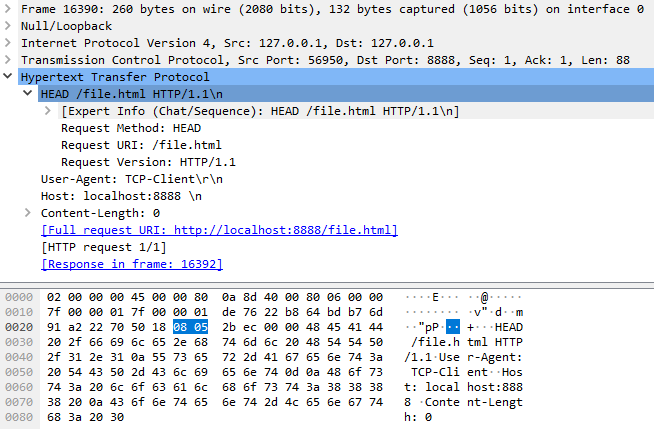 Frame 16390: 260 bytes on wire (2080 bits), 132 bytes captured (1056 bits) on interface 0
Null/Loopback
Internet Protocol Version 4, Src: 127.0.0.1, Dst: 127.0.0.1
Transmission Control Protocol, Src Port: 56950, Dst Port: 8888, Seq: 1, Ack: 1, Len: 88
Hypertext Transfer Protocol
HEAD /file.html HTTP/1.1\n
[Expert Info (Chat/Sequence): HEAD /file.html HTTP/1.1\n]
Request Method: HEAD
Request URI: /file.html
Request Version: HTTP/1.1
User-Agent: TCP-Client\r\n
Host: localhost:8888 \n
Content-Length: 0
[Full request URI: http://localhost:8888/file.html]
[HTTP request 1/1]
[Response in frame: 16392]
0000 02 00 00 00 45 00 00 80 0a 8d 40 00 80 06 00 00 ····E··· ··@·····
0010 7f 00 00 01 7f 00 00 01 de 76 22 b8 64 bd b7 6d ········ ·v"·d··m
0020 91 a2 22 70 50 18 08 05 2b ec 00 00 48 45 41 44 ··"pP··· +···HEAD
0030 20 2f 66 69 6c 65 2e 68 74 6d 6c 20 48 54 54 50 /file.h tml HTTP
0040 2f 31 2e 31 0a 55 73 65 72 2d 41 67 65 6e 74 3a /1.1·Use r-Agent:
0050 20 54 43 50 2d 43 6c 69 65 6e 74 0d 0a 48 6f 73 TCP-Cli ent··Hos
0060 74 3a 20 6c 6f 63 61 6c 68 6f 73 74 3a 38 38 38 t: local host:888
0070 38 20 0a 43 6f 6e 74 65 6e 74 2d 4c 65 6e 67 74 8 ·Conte nt-Lengt
0080 68 3a 20 30 h: 0